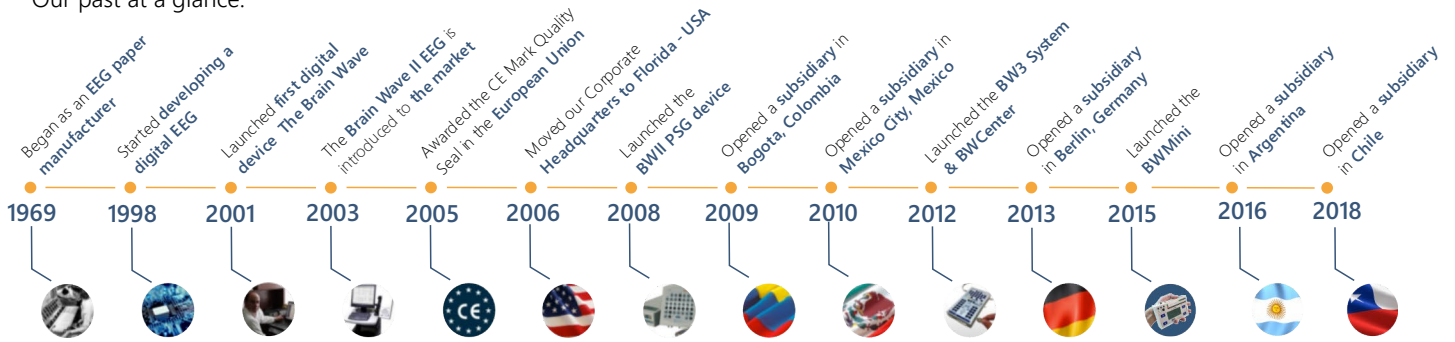 Our past at a glance.
Began as an EEG paper
manufacturer
1969
Started developing a
digital EEG
1998
Launched first digital
device The Brain Wave
2001
The Brain Wave II EEG is
introduced to the market
2003
Awarded the CE Mark Quality
Seal in the European Union
2005
CE
Moved our Corporate
Headquarters to Florida - USA
2006
Launched the
BWII PSG device
2008
Opened a subsidiary in
Bogota, Colombia
2009
Opened a subsidiary in
Mexico City, Mexico
2010
Launched the BW3 System
& BWCenter
2012
Opened a subsidiary
in Berlin, Germany
2013
Launched the
BWMini
2015
Opened a subsidiary
in Argentina
2016
Opened a subsidiary
in Chile
2018